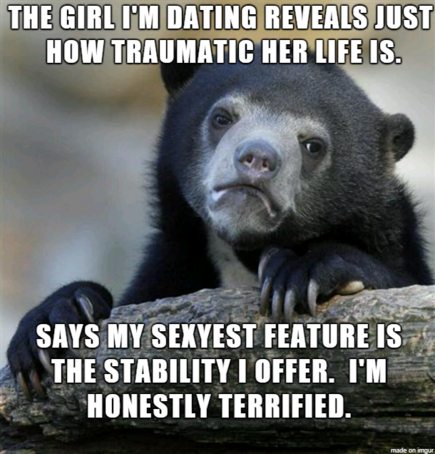 THE GIRL I'M DATING REVEALS JUST
HOW TRAUMATIC HER LIFE IS.
SAYS MY SEXYEST FEATURE IS
THE STABILITY I OFFER.  I'M
HONESTLY TERRIFIED.
made on imgur